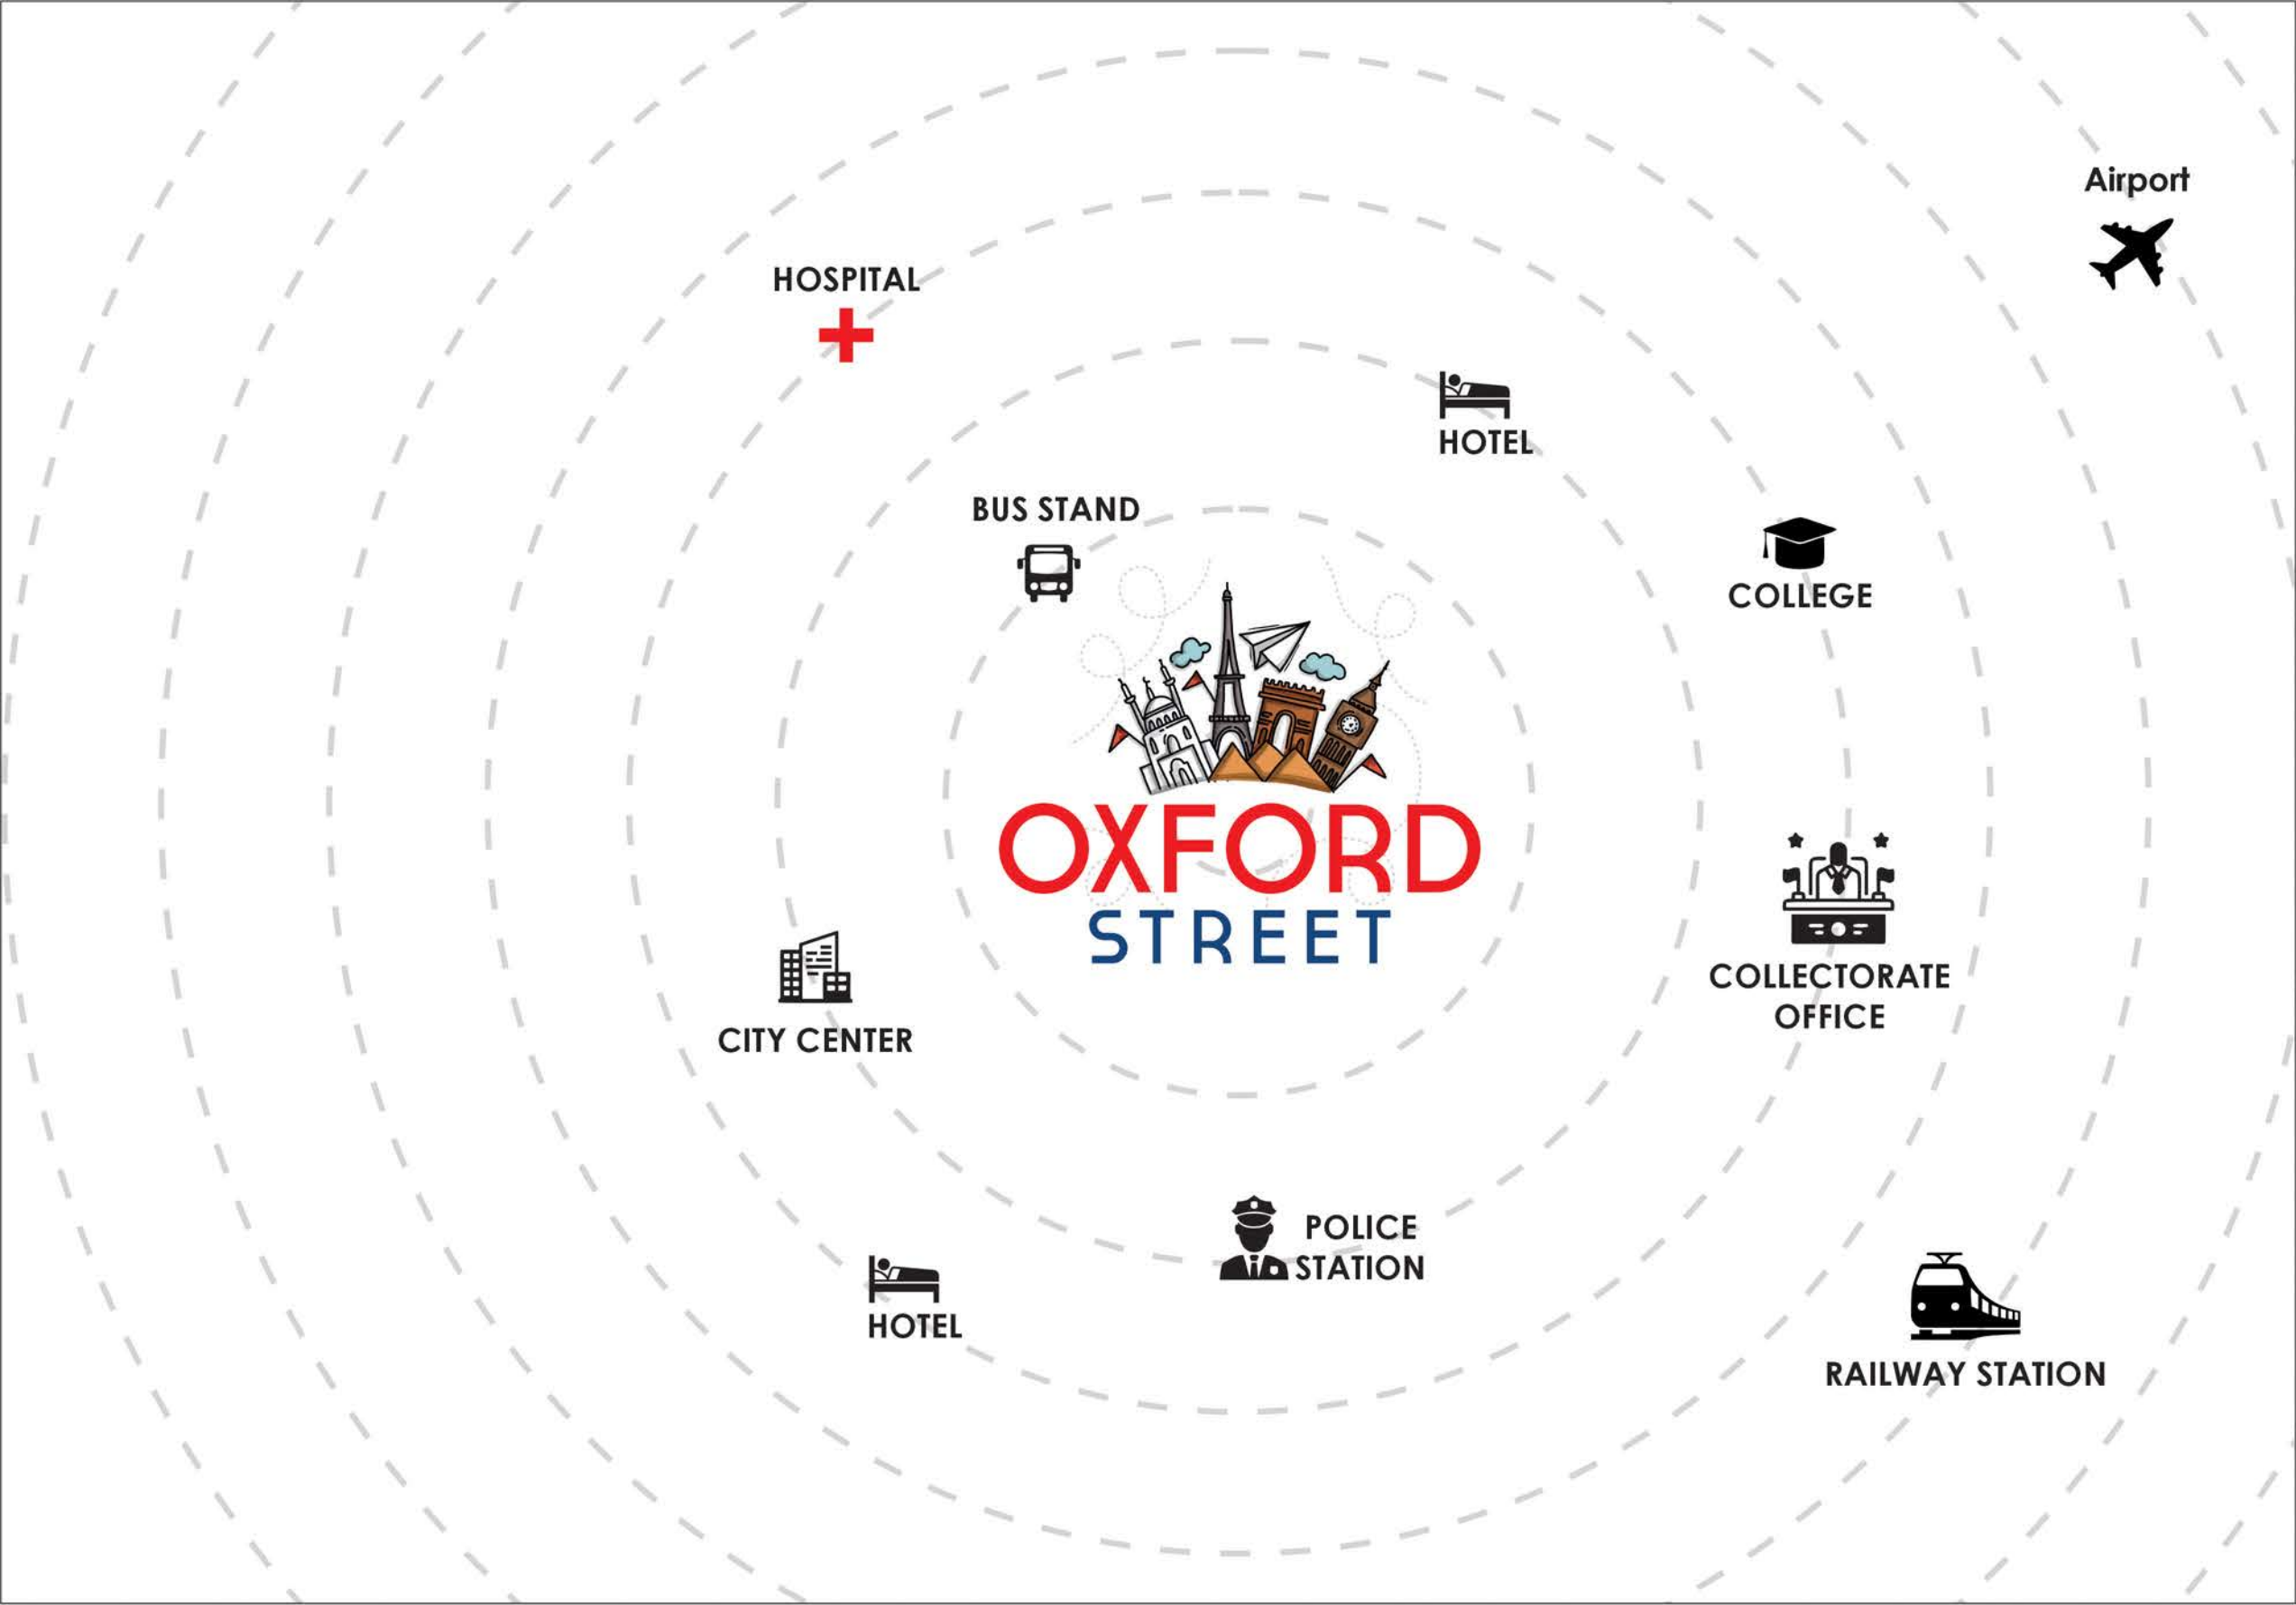 Airport
HOSPITAL
HOTEL
BUS STAND
COLLEGE
OXFORD
STREET
COLLECTORATE
OFFICE
CITY CENTER
POLICE
STATION
HOTEL
RAILWAY STATION